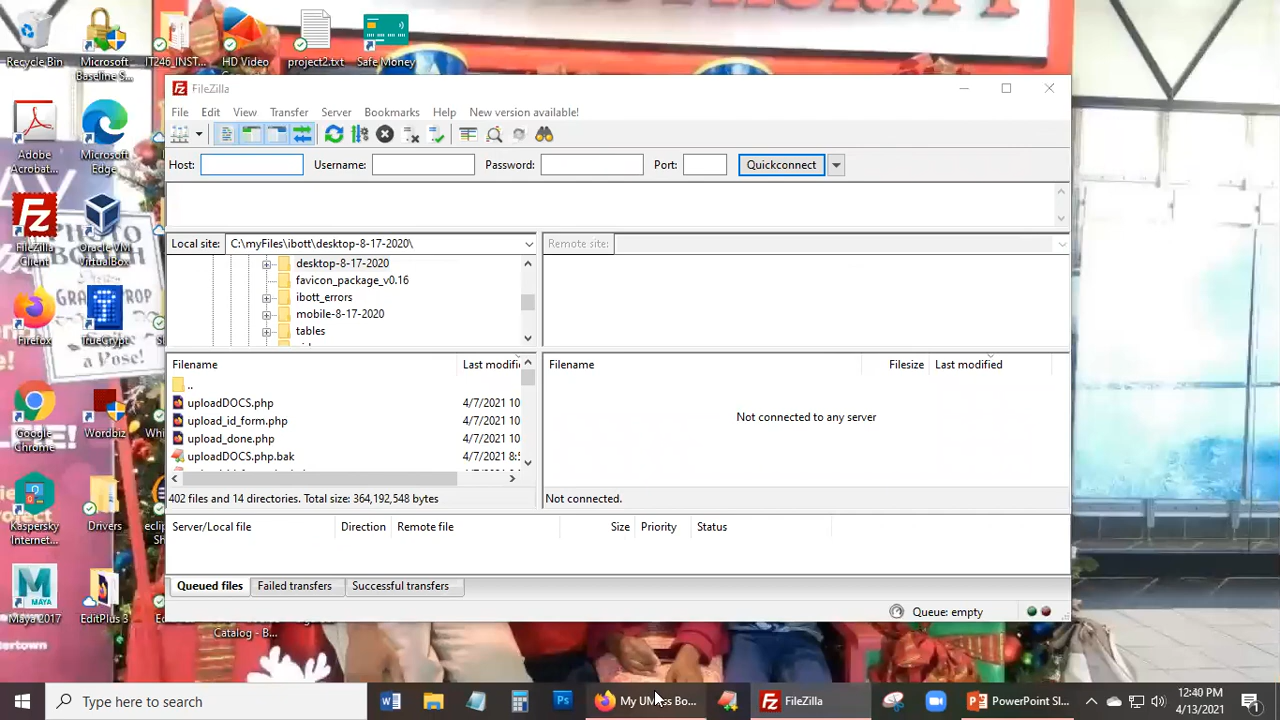 Recycle Bin
Microsoft Baseline S...
IT246_INST...
HD Video
project2.txt
Safe Money
Adobe Acrobat...
Microsoft Edge
FileZilla Client
Oracle VM VirtualBox
Firefox
TrueCrypt
Google Chrome
Wordbiz
Kaspersky Internet...
Drivers
Maya 2017
EditPlus 3
Catalog - B...
FileZilla
File Edit View Transfer Server Bookmarks Help New version available!
Host: Username: Password: Port: Quickconnect
Local site: C:\myFiles\ibott\desktop-8-17-2020\
Remote site:
desktop-8-17-2020
favicon_package_v0.16
ibott_errors
mobile-8-17-2020
tables
Filename Last modific
..
uploadDOCS.php 4/7/2021 10
upload_id_form.php 4/7/2021 10
upload_done.php 4/7/2021 10
uploadDOCS.php.bak 4/7/2021 8:5
402 files and 14 directories. Total size: 364,192,548 bytes
Filename Filesize Last modified
Not connected to any server
Not connected.
Server/Local file Direction Remote file Size Priority Status
Queued files Failed transfers Successful transfers
Queue: empty
Type here to search
My UMass Bo...
FileZilla
PowerPoint Sl...
12:40 PM
4/13/2021
1